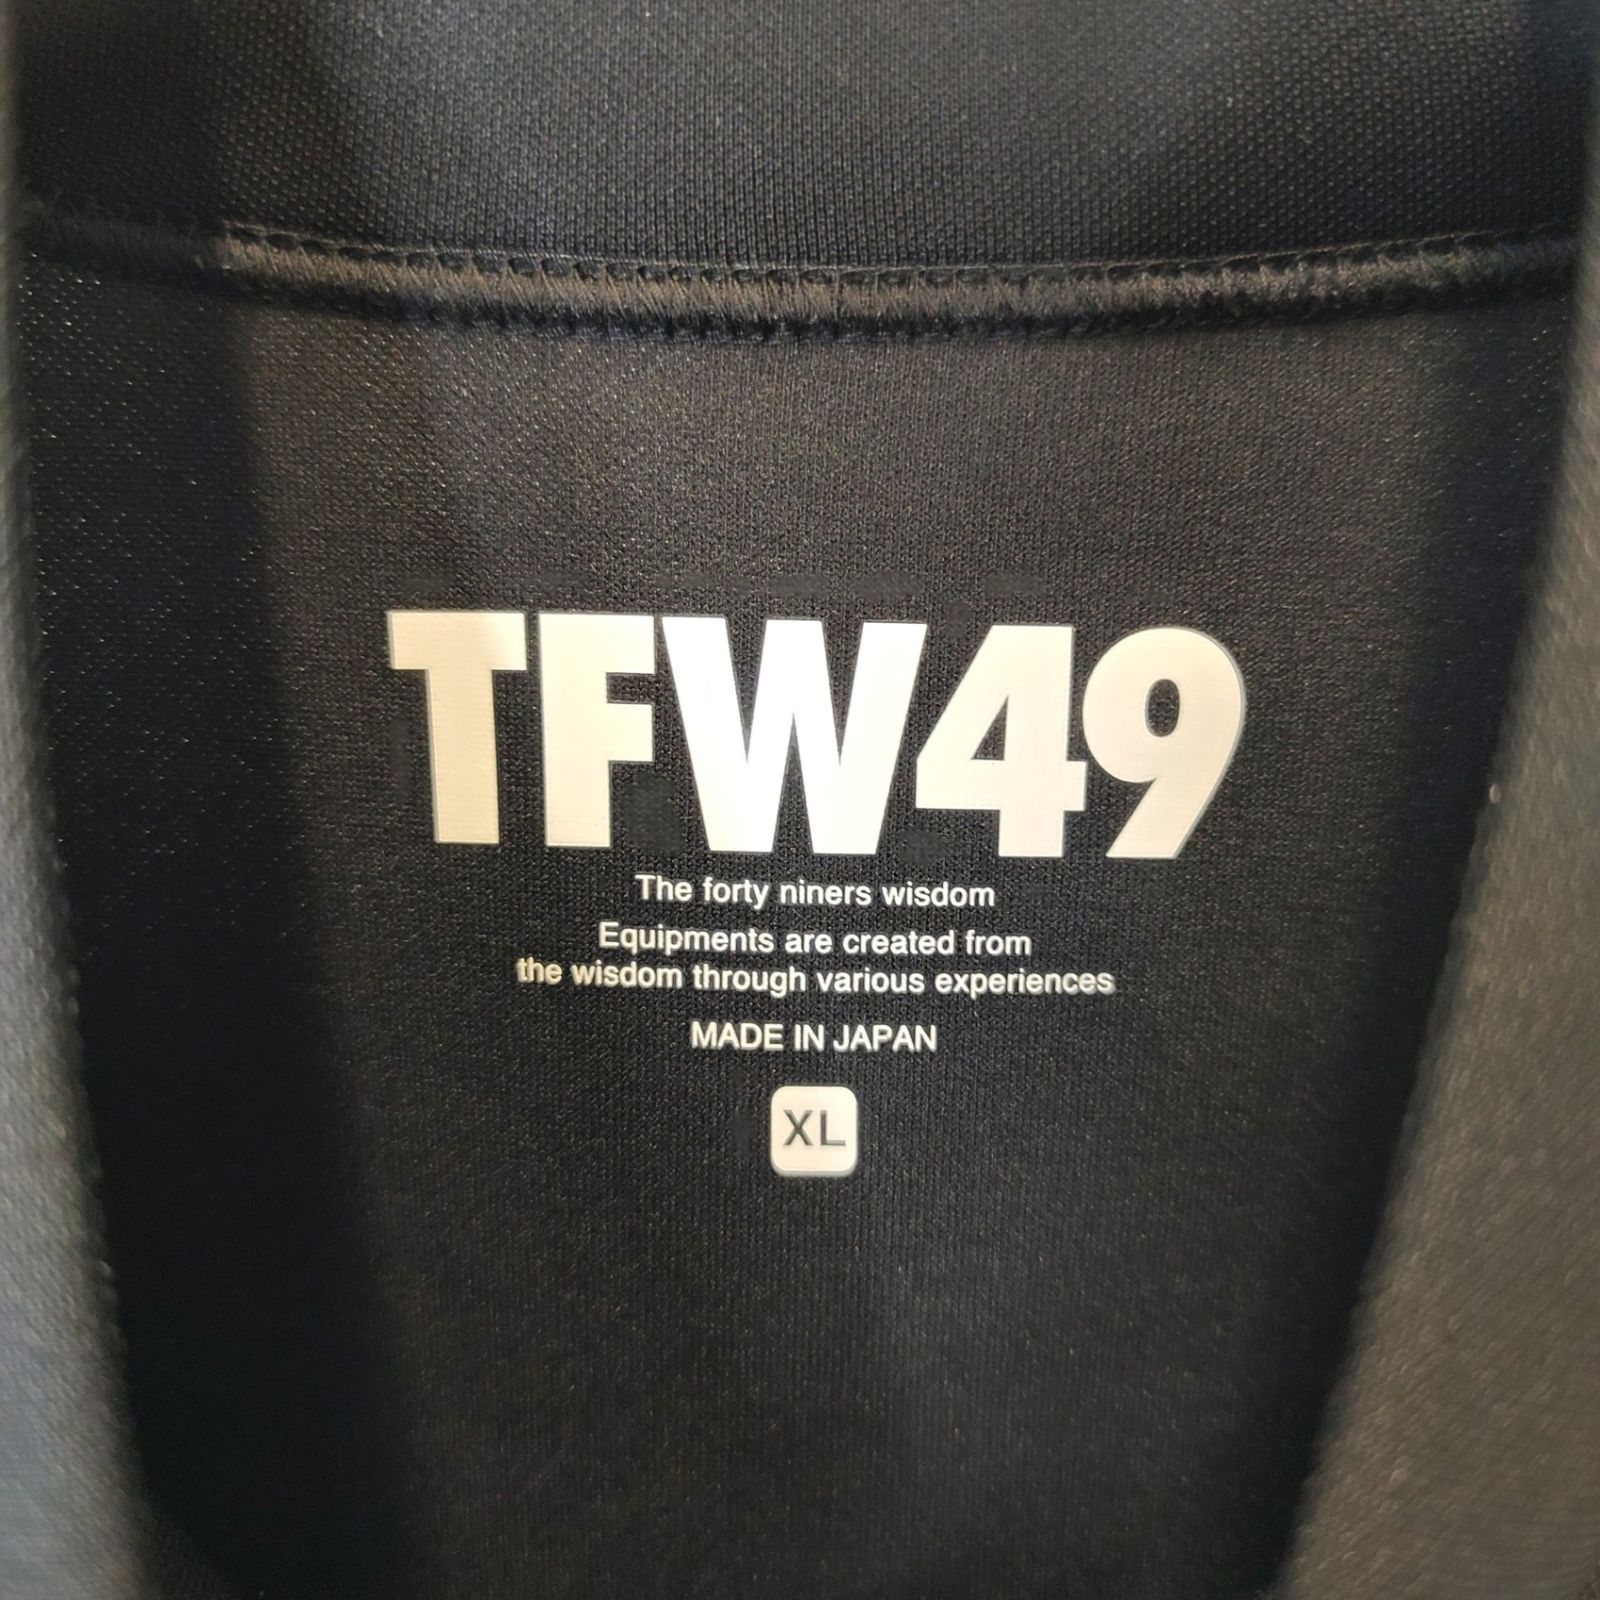 TFW49
The forty niners wisdom
Equipments are created from
the wisdom through various experiences
MADE IN JAPAN
XL